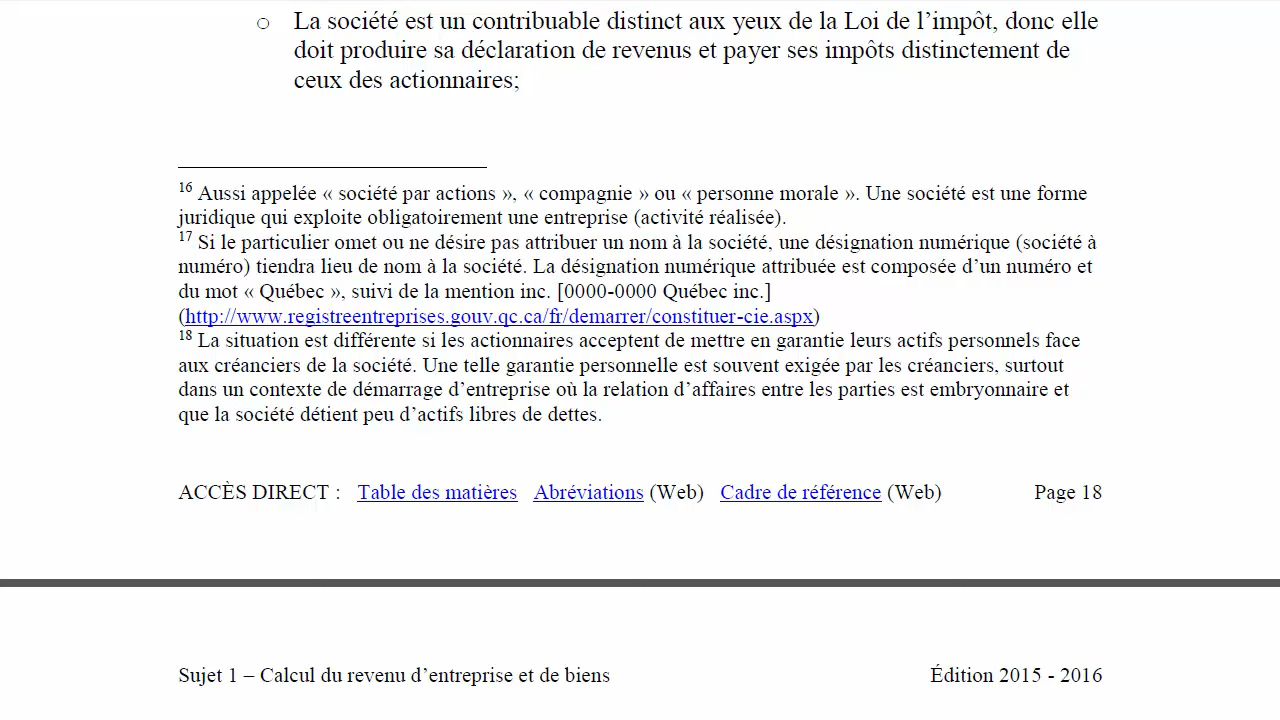 o La société est un contribuable distinct aux yeux de la Loi de l'impôt, donc elle
doit produire sa déclaration de revenus et payer ses impôts distinctement de
ceux des actionnaires;
16 Aussi appelée « société par actions », « compagnie » ou « personne morale ». Une société est une forme
juridique qui exploite obligatoirement une entreprise (activité réalisée).
17 Si le particulier omet ou ne désire pas attribuer un nom à la société, une désignation numérique (société à
numéro) tiendra lieu de nom à la société. La désignation numérique attribuée est composée d'un numéro et
du mot « Québec », suivi de la mention inc. [0000-0000 Québec inc.]
(http://www.registreentreprises.gouv.qc.ca/fr/demarrer/constituer-cie.aspx)
18 La situation est différente si les actionnaires acceptent de mettre en garantie leurs actifs personnels face
aux créanciers de la société. Une telle garantie personnelle est souvent exigée par les créanciers, surtout
dans un contexte de démarrage d'entreprise où la relation d'affaires entre les parties est embryonnaire et
que la société détient peu d'actifs libres de dettes.
ACCÈS DIRECT : Table des matières Abréviations (Web) Cadre de référence (Web) Page 18
Sujet 1 – Calcul du revenu d'entreprise et de biens Édition 2015 - 2016